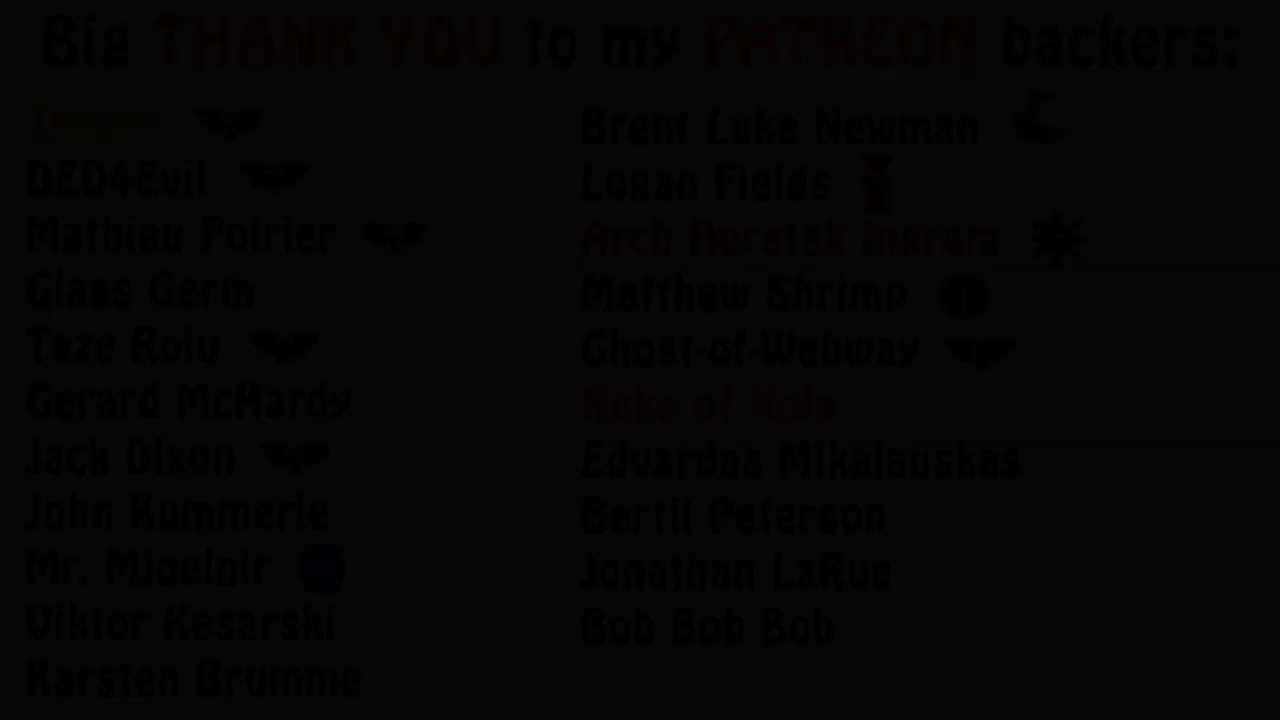 Big THANK YOU to my PATREON backers:
DED4Evil
Mathieu Poirier
Glass Germ
Taze Roiu
Gerard McHardy
Jack Dixon
John Kummerle
Mr. Mjoelnir
Viktor Kesarski
Karsten Brumme
Brent Luke Newman
Logan Fields
Arch Heretek Ingram
Matthew Shrimp
Ghost-of-Webway
Edvardas Mikalauskas
Bertil Peterson
Jonathan LaRue
Bob Bob Bob